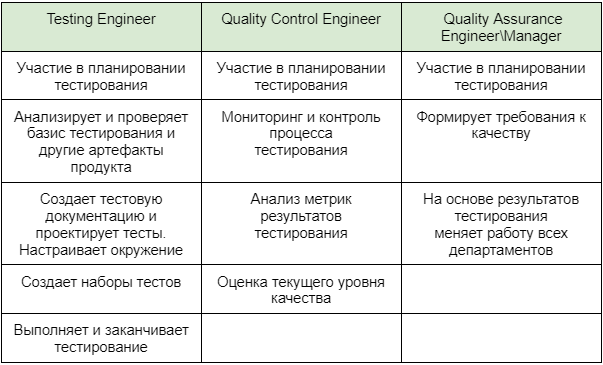 Testing Engineer
Quality Control Engineer
Quality Assurance
Engineer\Manager
Участие в планировании
тестирования
Участие в планировании
тестирования
Участие в планировании
тестирования
Анализирует и проверяет
базис тестирования и
другие артефакты
продукта
Мониторинг и контроль
процесса
тестирования
Формирует требования к
качеству
Создает тестовую
документацию и
проектирует тесты.
Настраивает окружение
Анализ метрик
результатов
тестирования
На основе результатов
тестирования
меняет работу всех
департаментов
Создает наборы тестов
Оценка текущего уровня
качества
Выполняет и заканчивает
тестирование